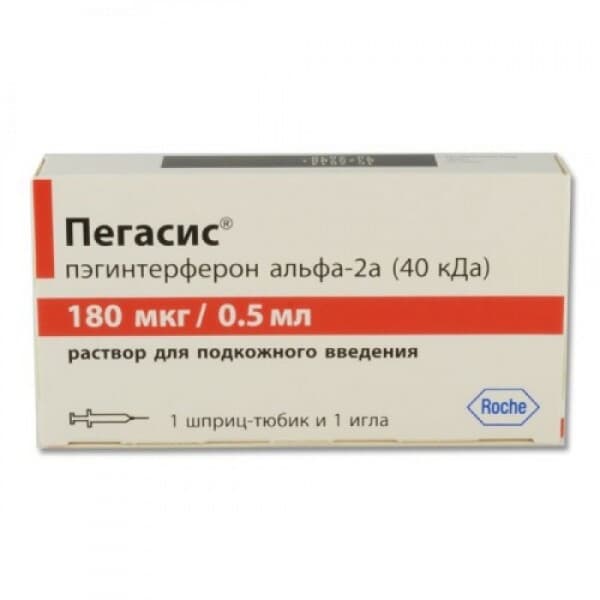 Пегасис®
пэгинтерферон альфа-2а (40 кДа)
180 мкг / 0.5 мл
раствор для подкожного введения
1 шприц-тюбик и 1 игла
Roche